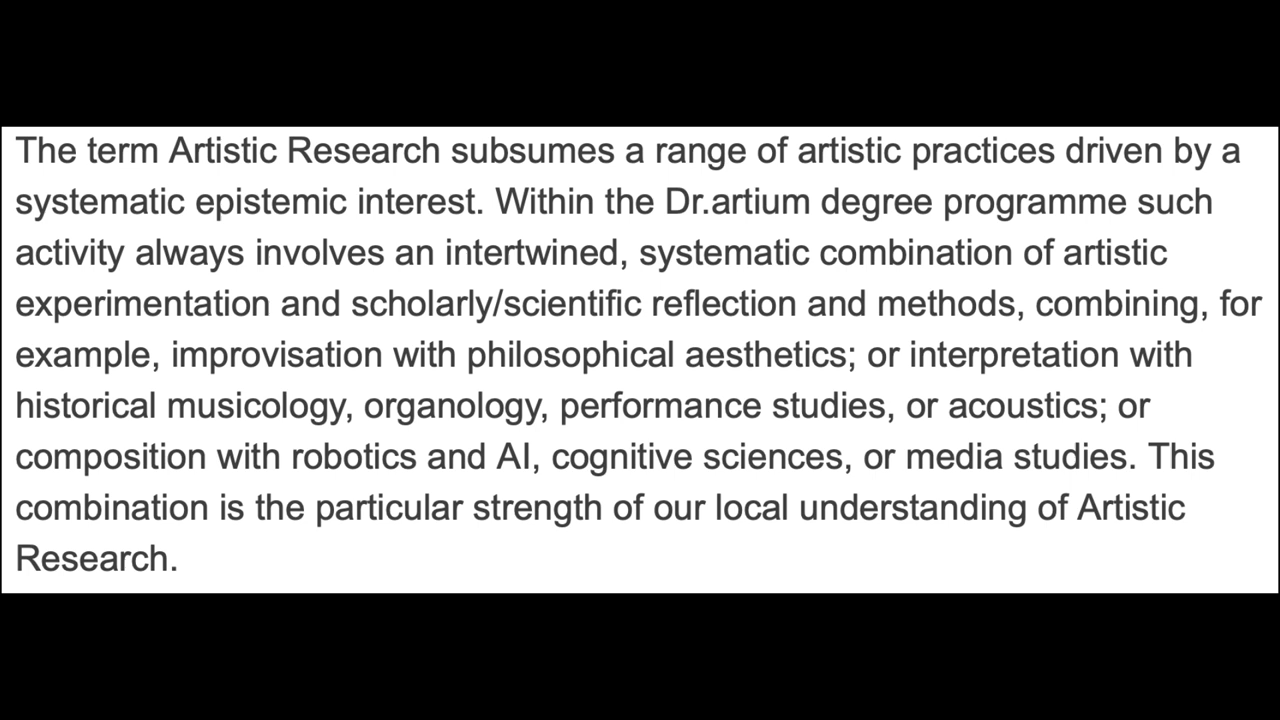 The term Artistic Research subsumes a range of artistic practices driven by a
systematic epistemic interest. Within the Dr.artium degree programme such
activity always involves an intertwined, systematic combination of artistic
experimentation and scholarly/scientific reflection and methods, combining, for
example, improvisation with philosophical aesthetics; or interpretation with
historical musicology, organology, performance studies, or acoustics; or
composition with robotics and AI, cognitive sciences, or media studies. This
combination is the particular strength of our local understanding of Artistic
Research.